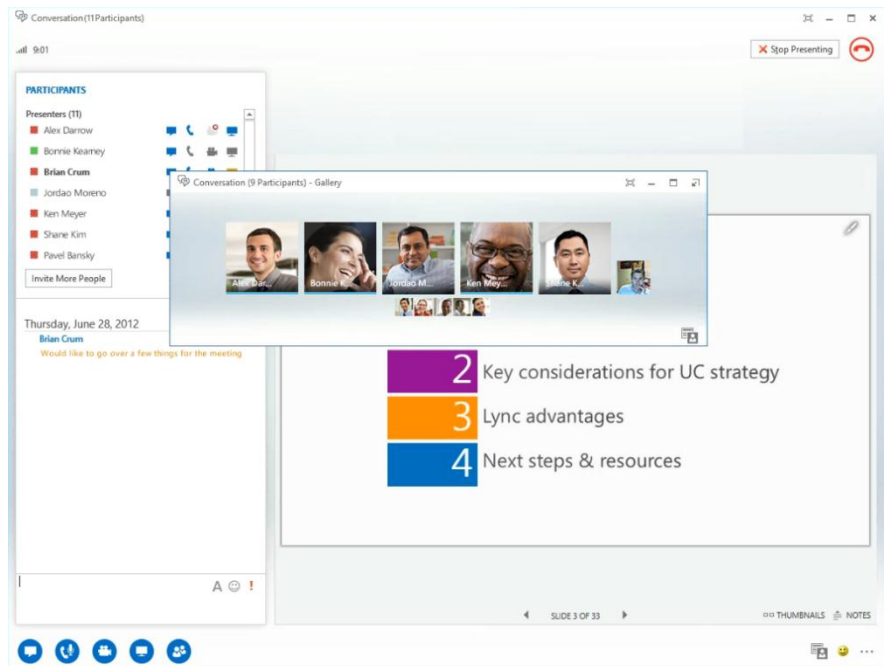 Conversation (11 Participants)
9:01
Stop Presenting
PARTICIPANTS
Presenters (11)
Alex Darrow
Bonnie Kearney
Brian Crum
Jordao Moreno
Ken Meyer
Shane Kim
Pavel Bansky
Invite More People
Conversation (9 Participants) - Gallery
Alex Dar...
Bonnie K...
Jordao M...
Ken Mey...
Shane K...
Thursday, June 28, 2012
Brian Crum
Would like to go over a few things for the meeting
2 Key considerations for UC strategy
3 Lync advantages
4 Next steps & resources
A !
SLIDE 3 OF 33
THUMBNAILS NOTES